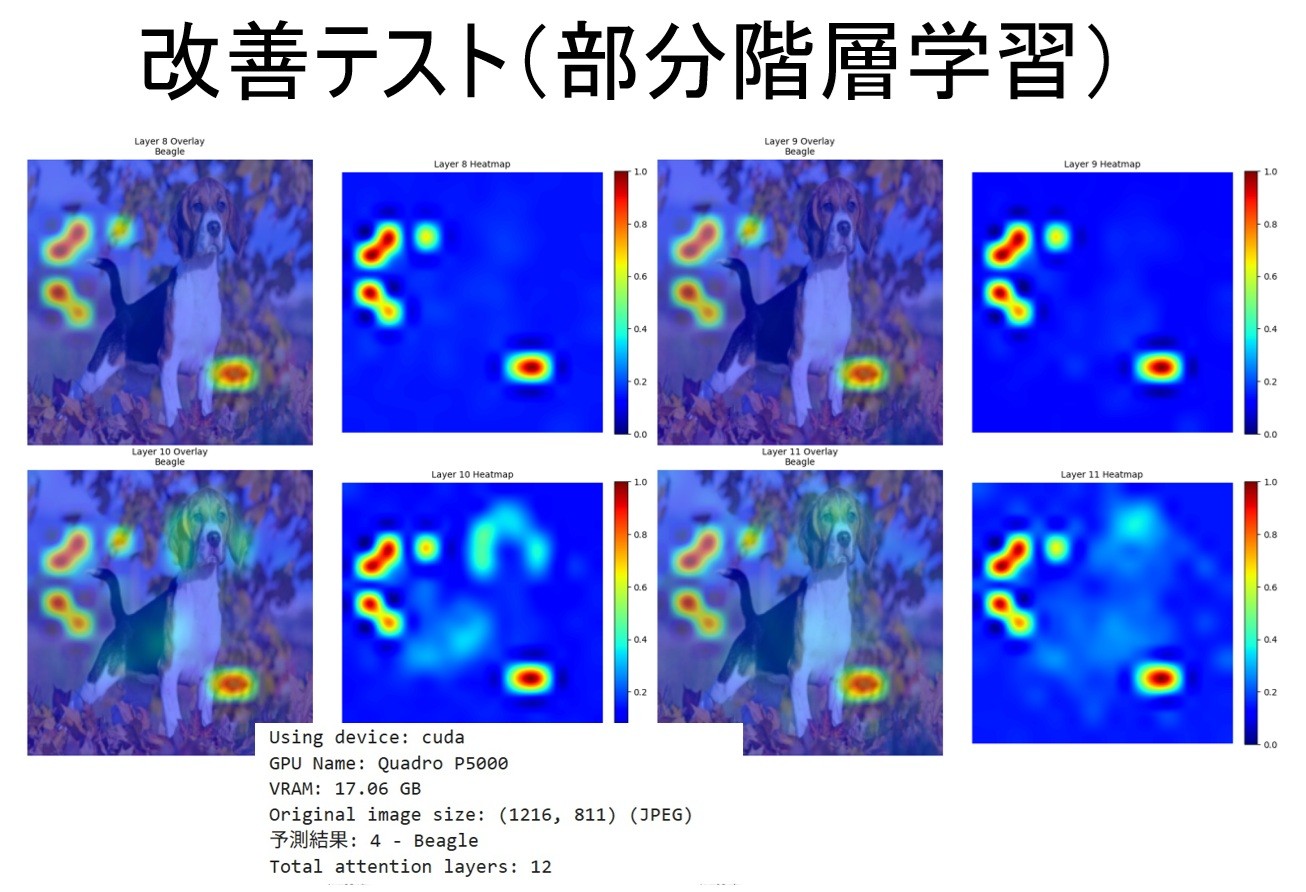 改善テスト(部分階層学習)
Layer 8 Overlay
Beagle
Layer 8 Heatmap
1.0
0.8
0.6
0.4
0.2
0.0
Layer 9 Overlay
Beagle
Layer 9 Heatmap
1.0
0.8
0.6
0.4
0.2
0.0
Layer 10 Overlay
Beagle
Layer 10 Heatmap
1.0
0.8
0.6
0.4
0.2
Layer 11 Overlay
Beagle
Layer 11 Heatmap
1.0
0.8
0.6
0.4
0.2
0.0
Using device: cuda
GPU Name: Quadro P5000
VRAM: 17.06 GB
Original image size: (1216, 811) (JPEG)
予測結果: 4 - Beagle
Total attention layers: 12